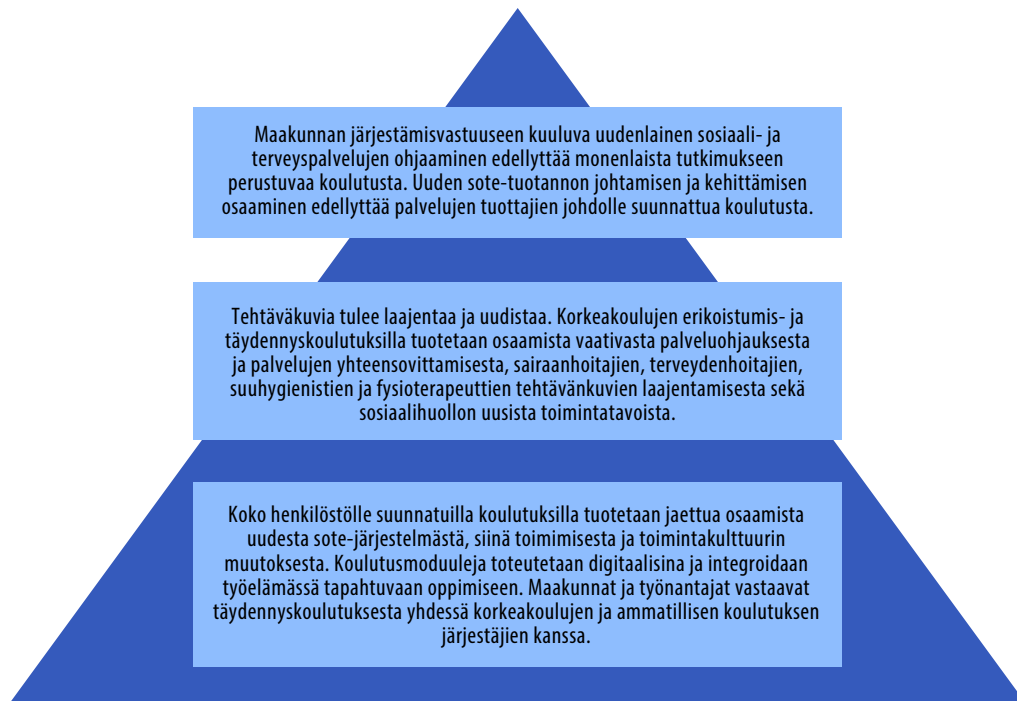 Maakunnan järjestämisvastuuseen kuuluva uudenlainen sosiaali- ja
terveyspalvelujen ohjaaminen edellyttää monenlaista tutkimukseen
perustuvaa koulutusta. Uuden sote-tuotannon johtamisen ja kehittämisen
osaaminen edellyttää palvelujen tuottajien johdolle suunnattua koulutusta.
Tehtäväkuvia tulee laajentaa ja uudistaa. Korkeakoulujen erikoistumis- ja
täydennyskoulutuksilla tuotetaan osaamista vaativasta palveluohjauksesta
ja palvelujen yhteensovittamisesta, sairaanhoitajien, terveydenhoitajien,
suuhygienistien ja fysioterapeuttien tehtävänkuvien laajentamisesta sekä
sosiaalihuollon uusista toimintatavoista.
Koko henkilöstölle suunnatuilla koulutuksilla tuotetaan jaettua osaamista
uudesta sote-järjestelmästä, siinä toimimisesta ja toimintakulttuurin
muutoksesta. Koulutusmoduuleja toteutetaan digitaalisina ja integroidaan
työelämässä tapahtuvaan oppimiseen. Maakunnat ja työnantajat vastaavat
täydennyskoulutuksesta yhdessä korkeakoulujen ja ammatillisen koulutuksen
järjestäjien kanssa.